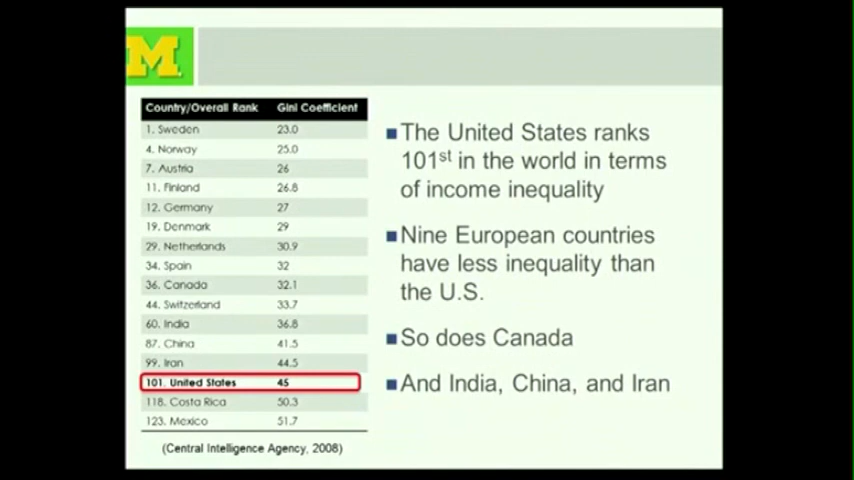 M
Country/Overall Rank Gini Coefficient
1. Sweden 23.0
4. Norway 25.0
7. Austria 26
11. Finland 26.8
12. Germany 27
19. Denmark 29
29. Netherlands 30.9
34. Spain 32
36. Canada 32.1
44. Switzerland 33.7
60. India 36.8
87. China 41.5
99. Iran 44.5
101. United States 45
118. Costa Rica 50.3
123. Mexico 51.7
(Central Intelligence Agency, 2008)
The United States ranks
101st in the world in terms
of income inequality
Nine European countries
have less inequality than
the U.S.
So does Canada
And India, China, and Iran